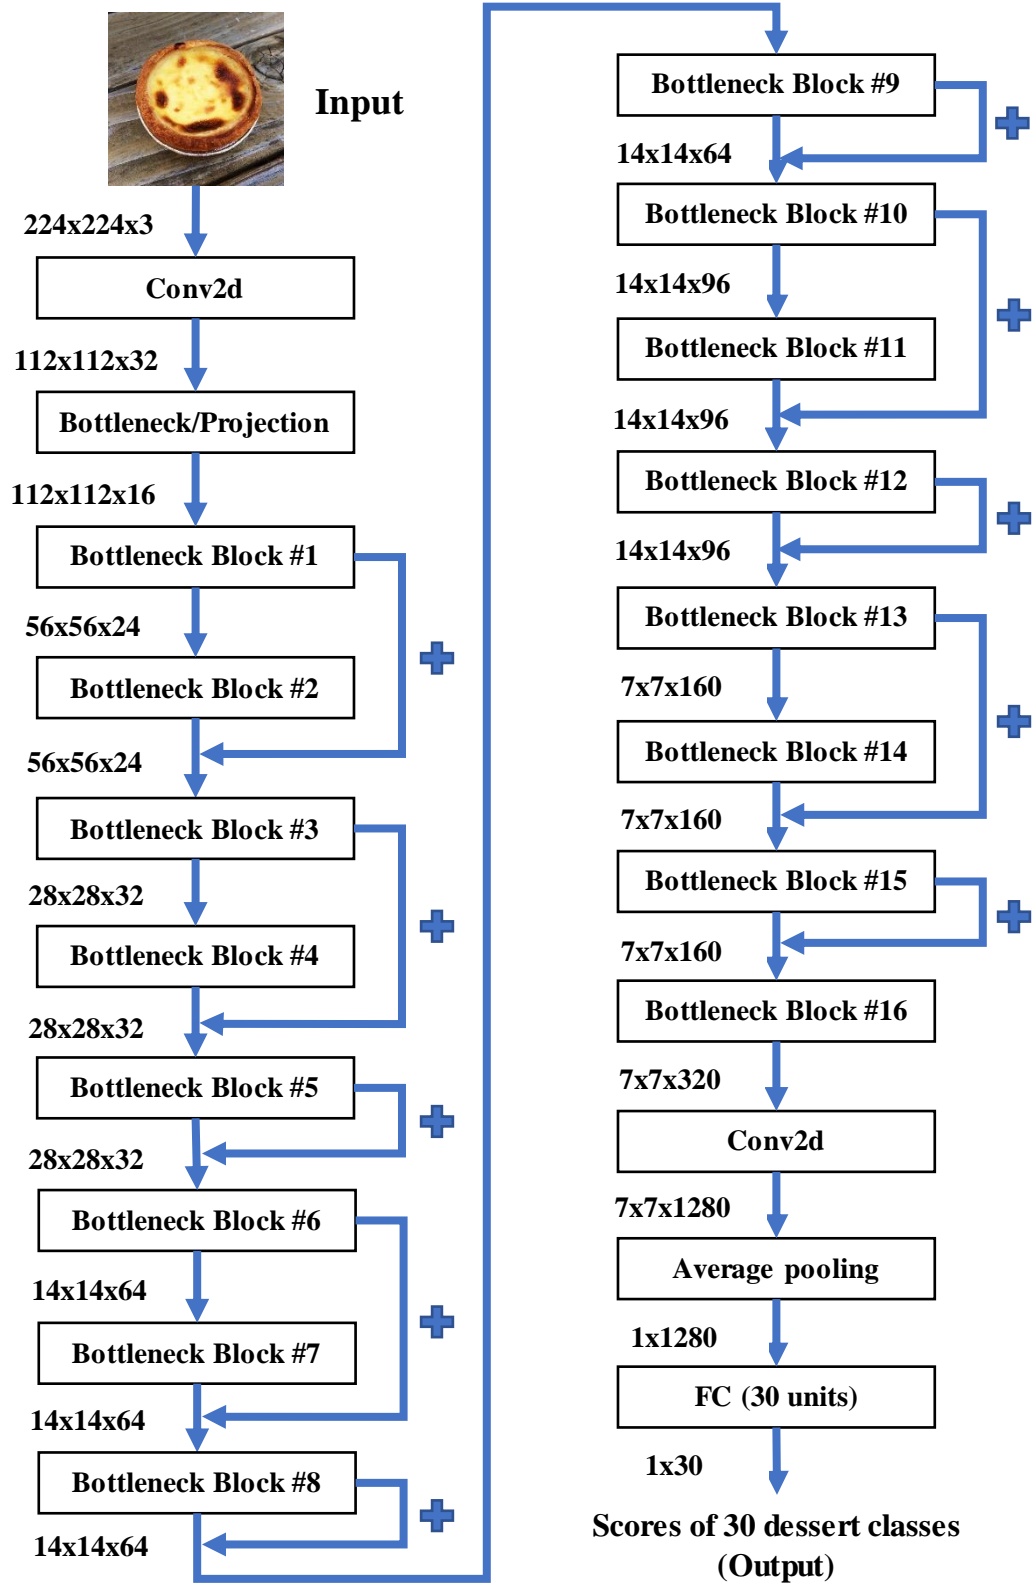 Input
224x224x3
Conv2d
112x112x32
Bottleneck/Projection
112x112x16
Bottleneck Block #1
56x56x24
Bottleneck Block #2
56x56x24
Bottleneck Block #3
28x28x32
Bottleneck Block #4
28x28x32
Bottleneck Block #5
28x28x32
Bottleneck Block #6
14x14x64
Bottleneck Block #7
14x14x64
Bottleneck Block #8
14x14x64
Bottleneck Block #9
14x14x64
Bottleneck Block #10
14x14x96
Bottleneck Block #11
14x14x96
Bottleneck Block #12
14x14x96
Bottleneck Block #13
7x7x160
Bottleneck Block #14
7x7x160
Bottleneck Block #15
7x7x160
Bottleneck Block #16
7x7x320
Conv2d
7x7x1280
Average pooling
1x1280
FC (30 units)
1x30
Scores of 30 dessert classes
(Output)